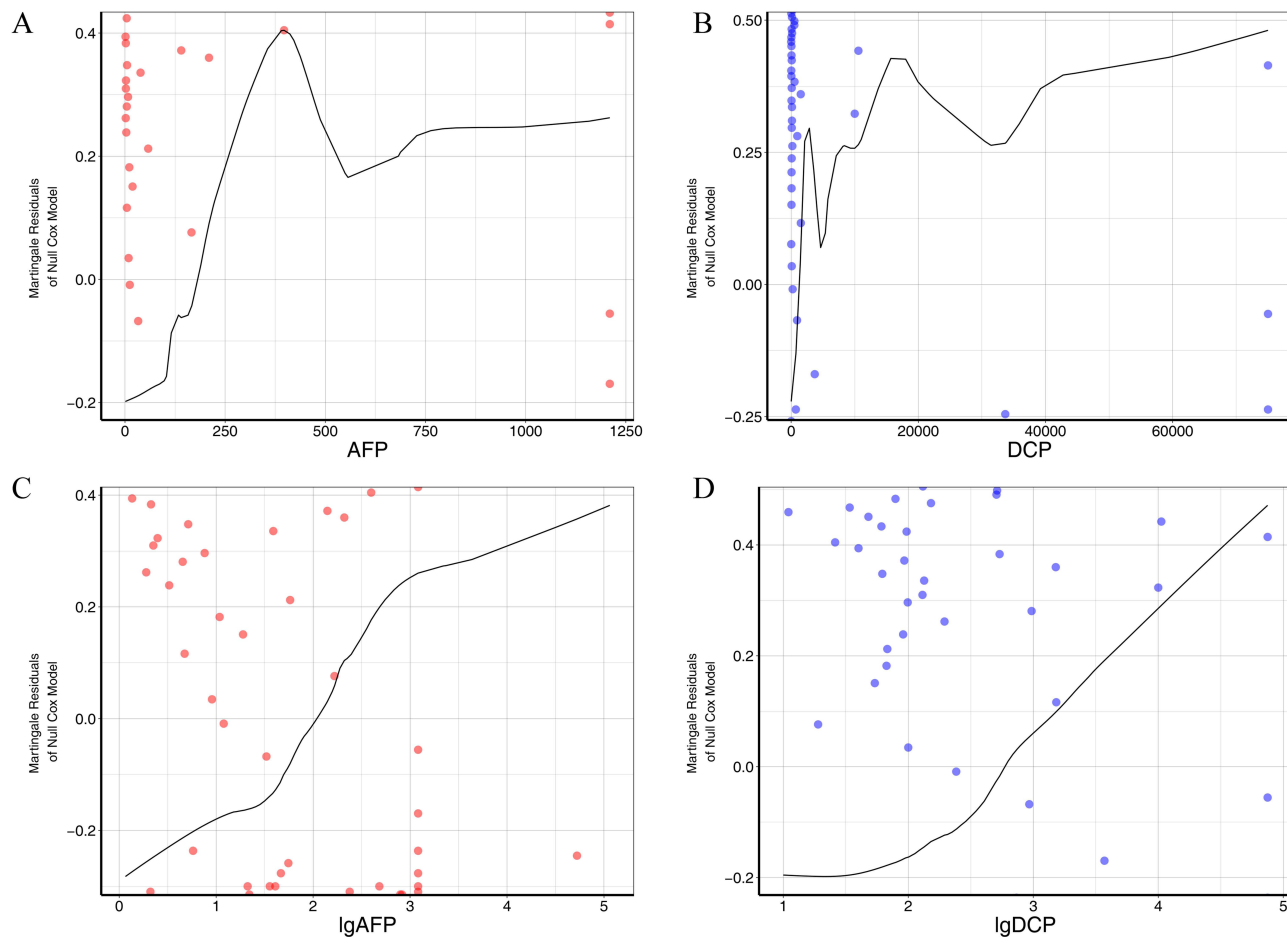 A
Martingale Residuals
of Null Cox Model
0.4
0.2
0.0
−0.2
0
250
500
750
1000
1250
AFP
B
Martingale Residuals
of Null Cox Model
0.50
0.25
0.00
−0.25
0
20000
40000
60000
DCP
C
Martingale Residuals
of Null Cox Model
0.4
0.2
0.0
−0.2
0
1
2
3
4
5
lgAFP
D
Martingale Residuals
of Null Cox Model
0.4
0.2
0.0
−0.2
1
2
3
4
5
lgDCP